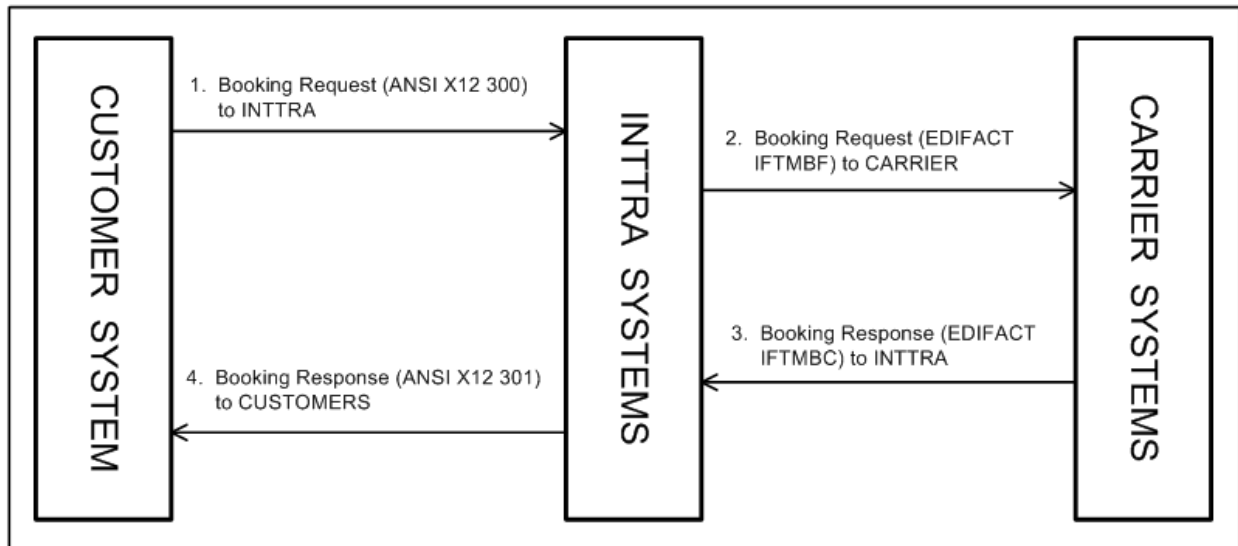 CUSTOMER SYSTEM
1. Booking Request (ANSI X12 300)
to INTTRA
INTTRA SYSTEMS
2. Booking Request (EDIFACT
IFTMBF) to CARRIER
CARRIER SYSTEMS
3. Booking Response (EDIFACT
IFTMBC) to INTTRA
4. Booking Response (ANSI X12 301)
to CUSTOMERS